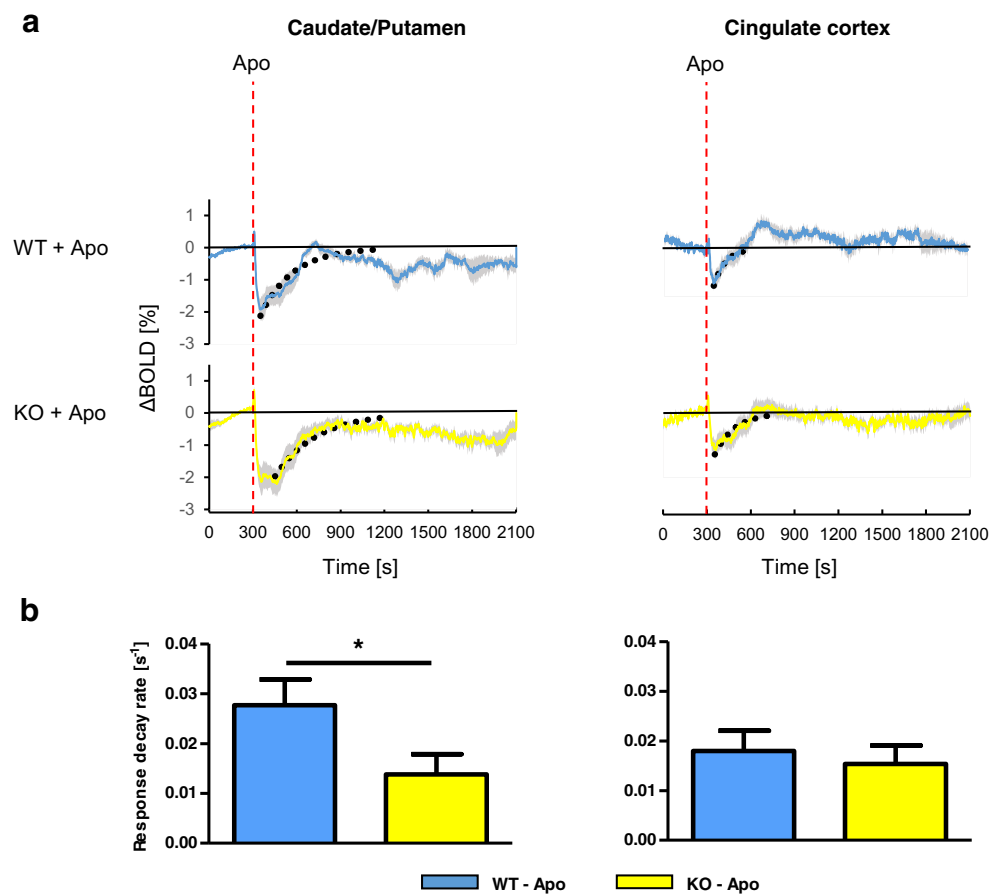 a
Caudate/Putamen
Cingulate cortex
Apo
Apo
WT + Apo
KO + Apo
ΔBOLD [%]
1
0
-1
-2
-3
1
0
-1
-2
-3
0 300 600 900 1200 1500 1800 2100
0 300 600 900 1200 1500 1800 2100
Time [s]
Time [s]
b
*
Response decay rate [s-1]
0.04
0.03
0.02
0.01
0.00
0.04
0.03
0.02
0.01
0.00
WT - Apo
KO - Apo